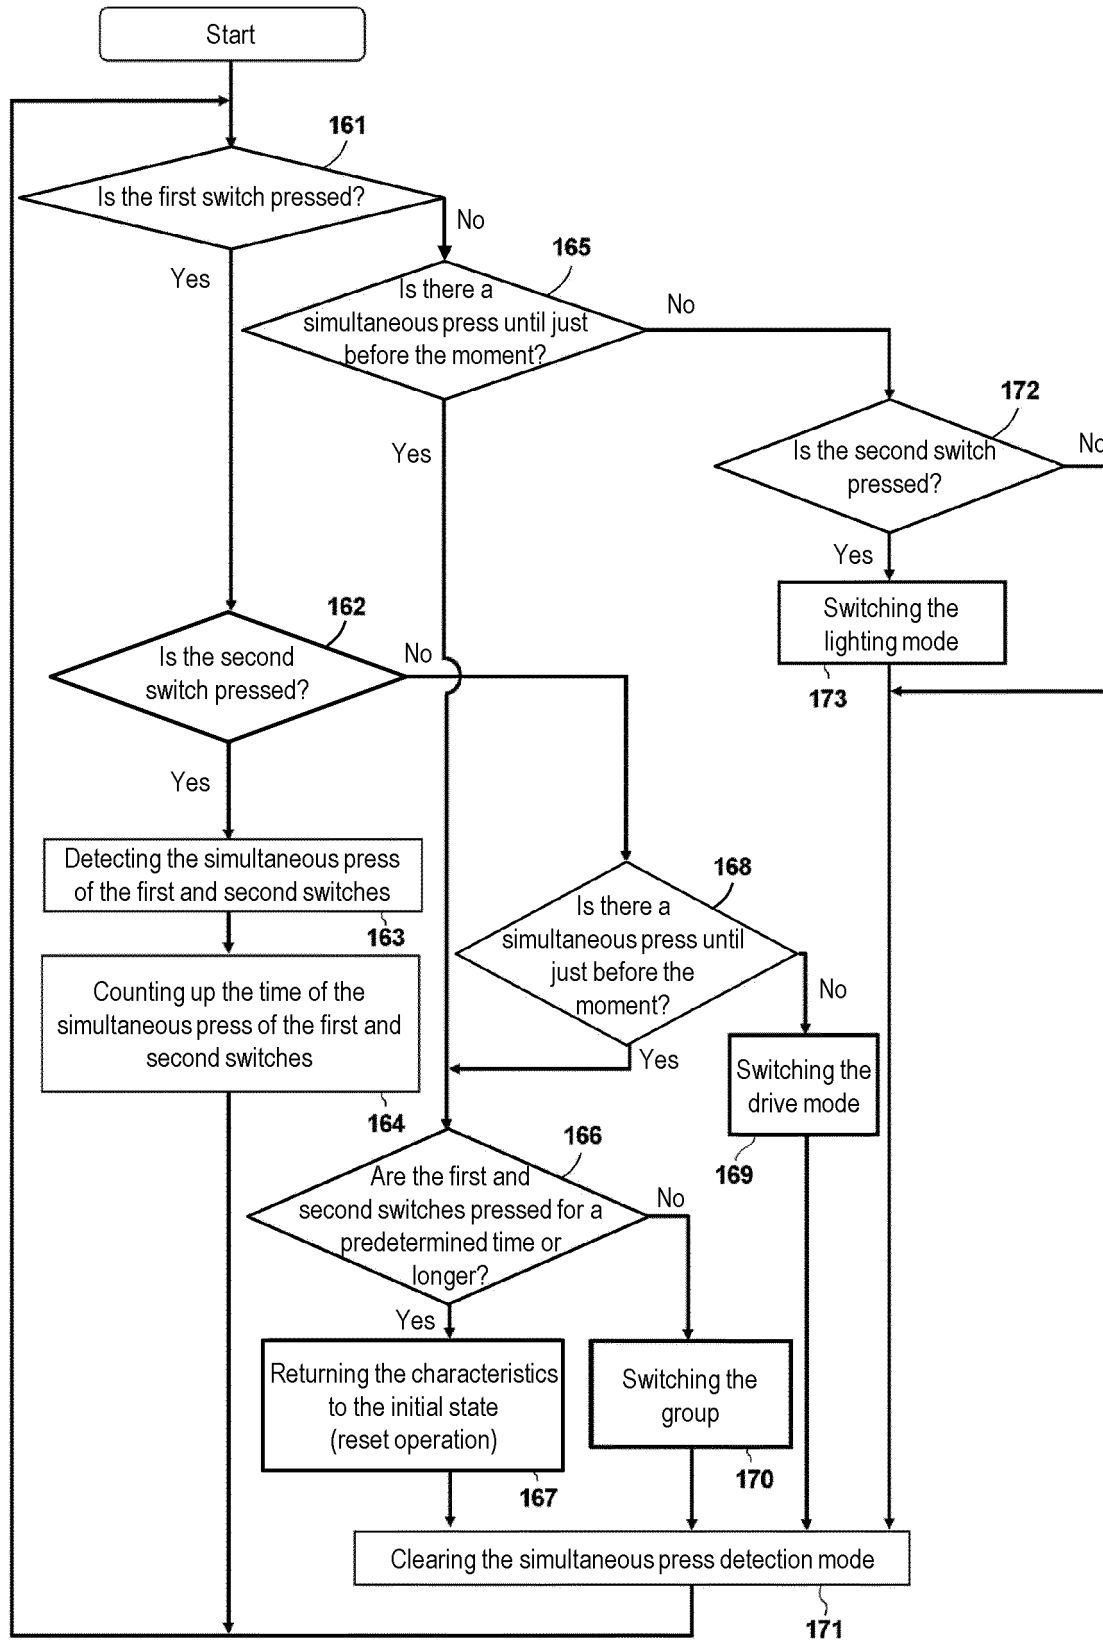 Start
161
Is the first switch pressed?
No
Yes
165
Is there a
simultaneous press until just
before the moment?
No
Yes
172
Is the second switch
pressed?
No
Yes
Switching the
lighting mode
173
162
Is the second
switch pressed?
No
Yes
Detecting the simultaneous press
of the first and second switches
163
Counting up the time of the
simultaneous press of the first and
second switches
164
168
Is there a
simultaneous press until
just before the
moment?
No
Yes
Switching the
drive mode
169
166
Are the first and
second switches pressed for a
predetermined time or
longer?
No
Yes
Returning the characteristics
to the initial state
(reset operation)
167
Switching the
group
170
Clearing the simultaneous press detection mode
171